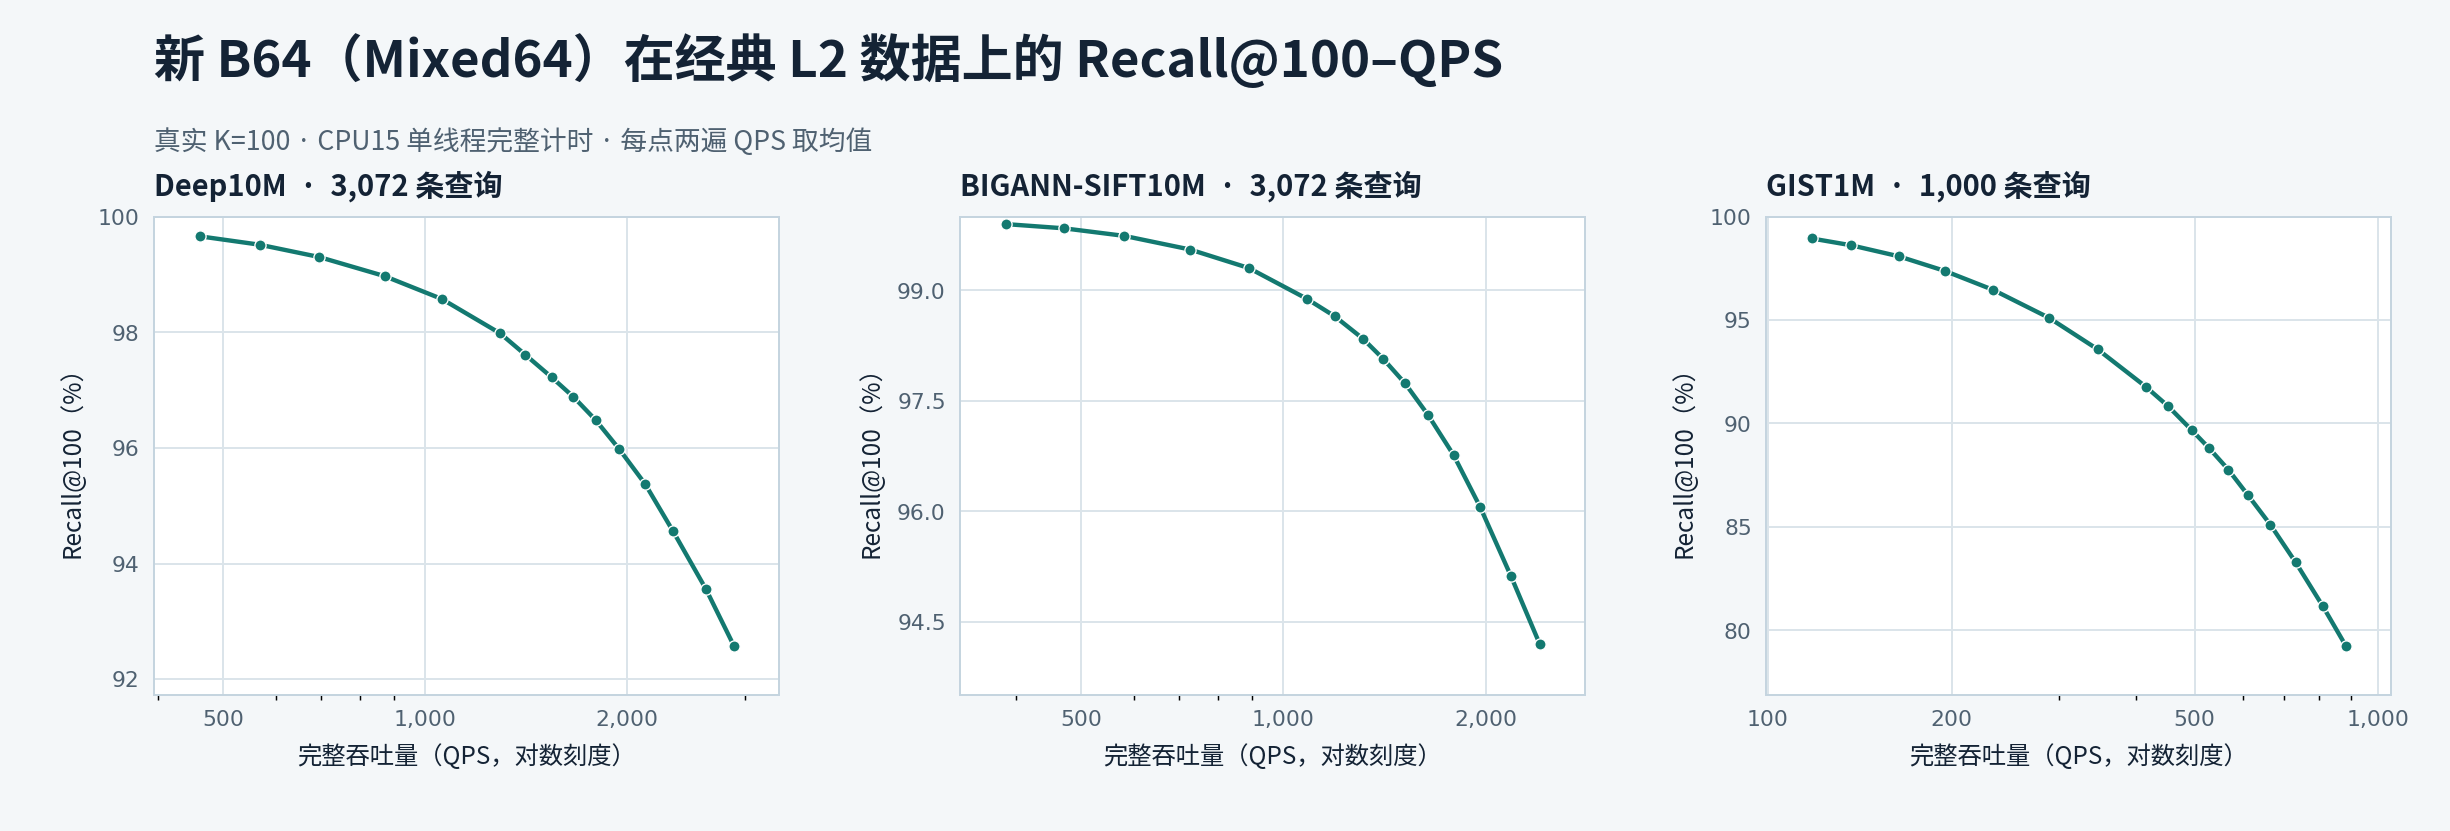 新 B64（Mixed64）在经典 L2 数据上的 Recall@100–QPS
真实 K=100 · CPU15 单线程完整计时 · 每点两遍 QPS 取均值
Deep10M · 3,072 条查询
100
98
96
94
92
Recall@100（%）
500 1,000 2,000
完整吞吐量（QPS，对数刻度）
BIGANN-SIFT10M · 3,072 条查询
99.0
97.5
96.0
94.5
Recall@100（%）
500 1,000 2,000
完整吞吐量（QPS，对数刻度）
GIST1M · 1,000 条查询
100
95
90
85
80
Recall@100（%）
100 200 500 1,000
完整吞吐量（QPS，对数刻度）